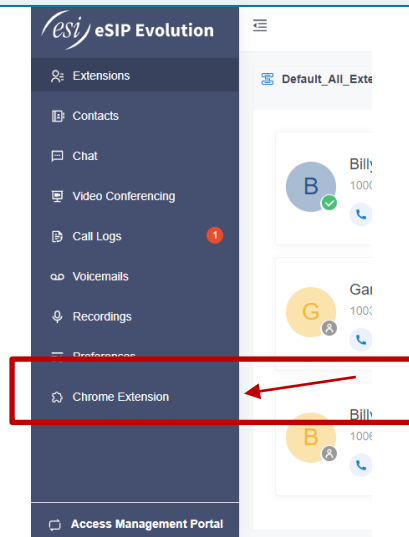 esi eSIP Evolution
Extensions
Default_All_Exte
Contacts
Chat
Billy
B
1000
Video Conferencing
Call Logs
1
Voicemails
Gar
G
1003
Recordings
Preferences
Chrome Extension
Billy
B
1006
Access Management Portal